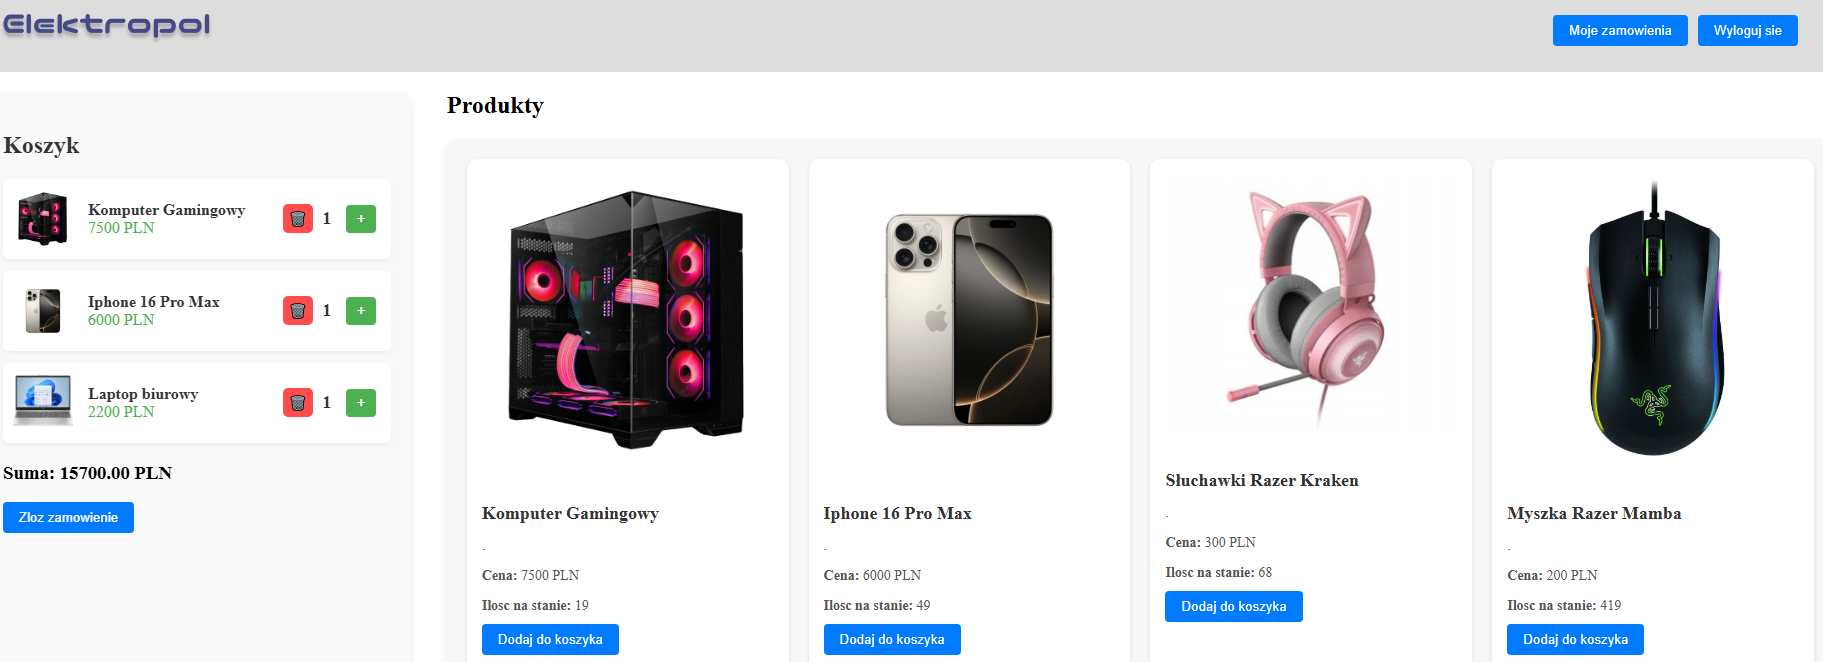 Elektropol
Moje zamowienia
Wyloguj sie
Koszyk
Komputer Gamingowy
7500 PLN
1
+
Iphone 16 Pro Max
6000 PLN
1
+
Laptop biurowy
2200 PLN
1
+
Suma: 15700.00 PLN
Zloz zamowienie
Produkty
Komputer Gamingowy
.
Cena: 7500 PLN
Ilosc na stanie: 19
Dodaj do koszyka
Iphone 16 Pro Max
.
Cena: 6000 PLN
Ilosc na stanie: 49
Dodaj do koszyka
Słuchawki Razer Kraken
.
Cena: 300 PLN
Ilosc na stanie: 68
Dodaj do koszyka
Myszka Razer Mamba
.
Cena: 200 PLN
Ilosc na stanie: 419
Dodaj do koszyka